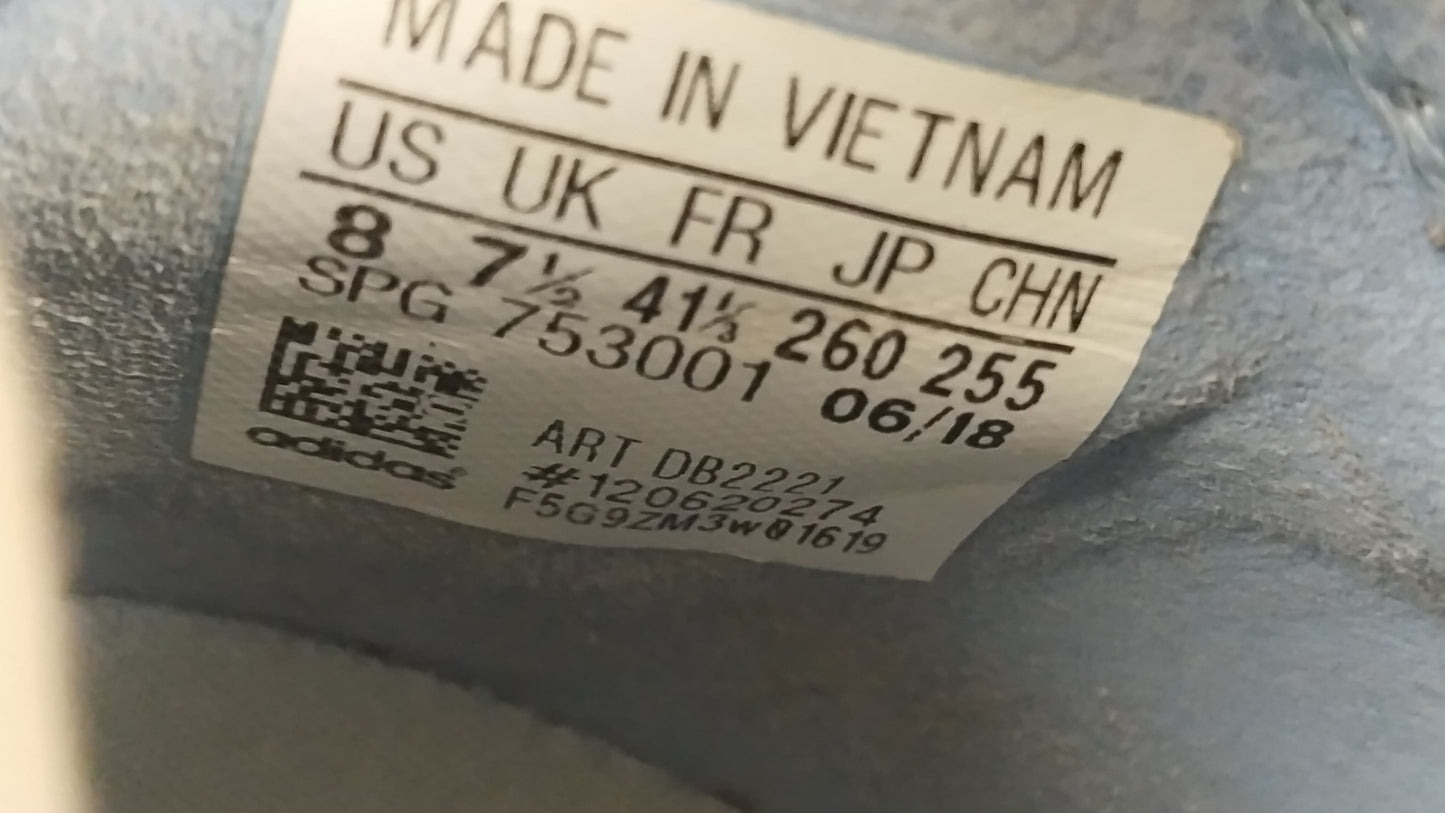 MADE IN VIETNAM
US UK FR JP CHN
8 7½ 41⅓ 260 255
SPG 753001 06/18
adidas
ART DB2221
#120620274
F5G9ZM3W01619